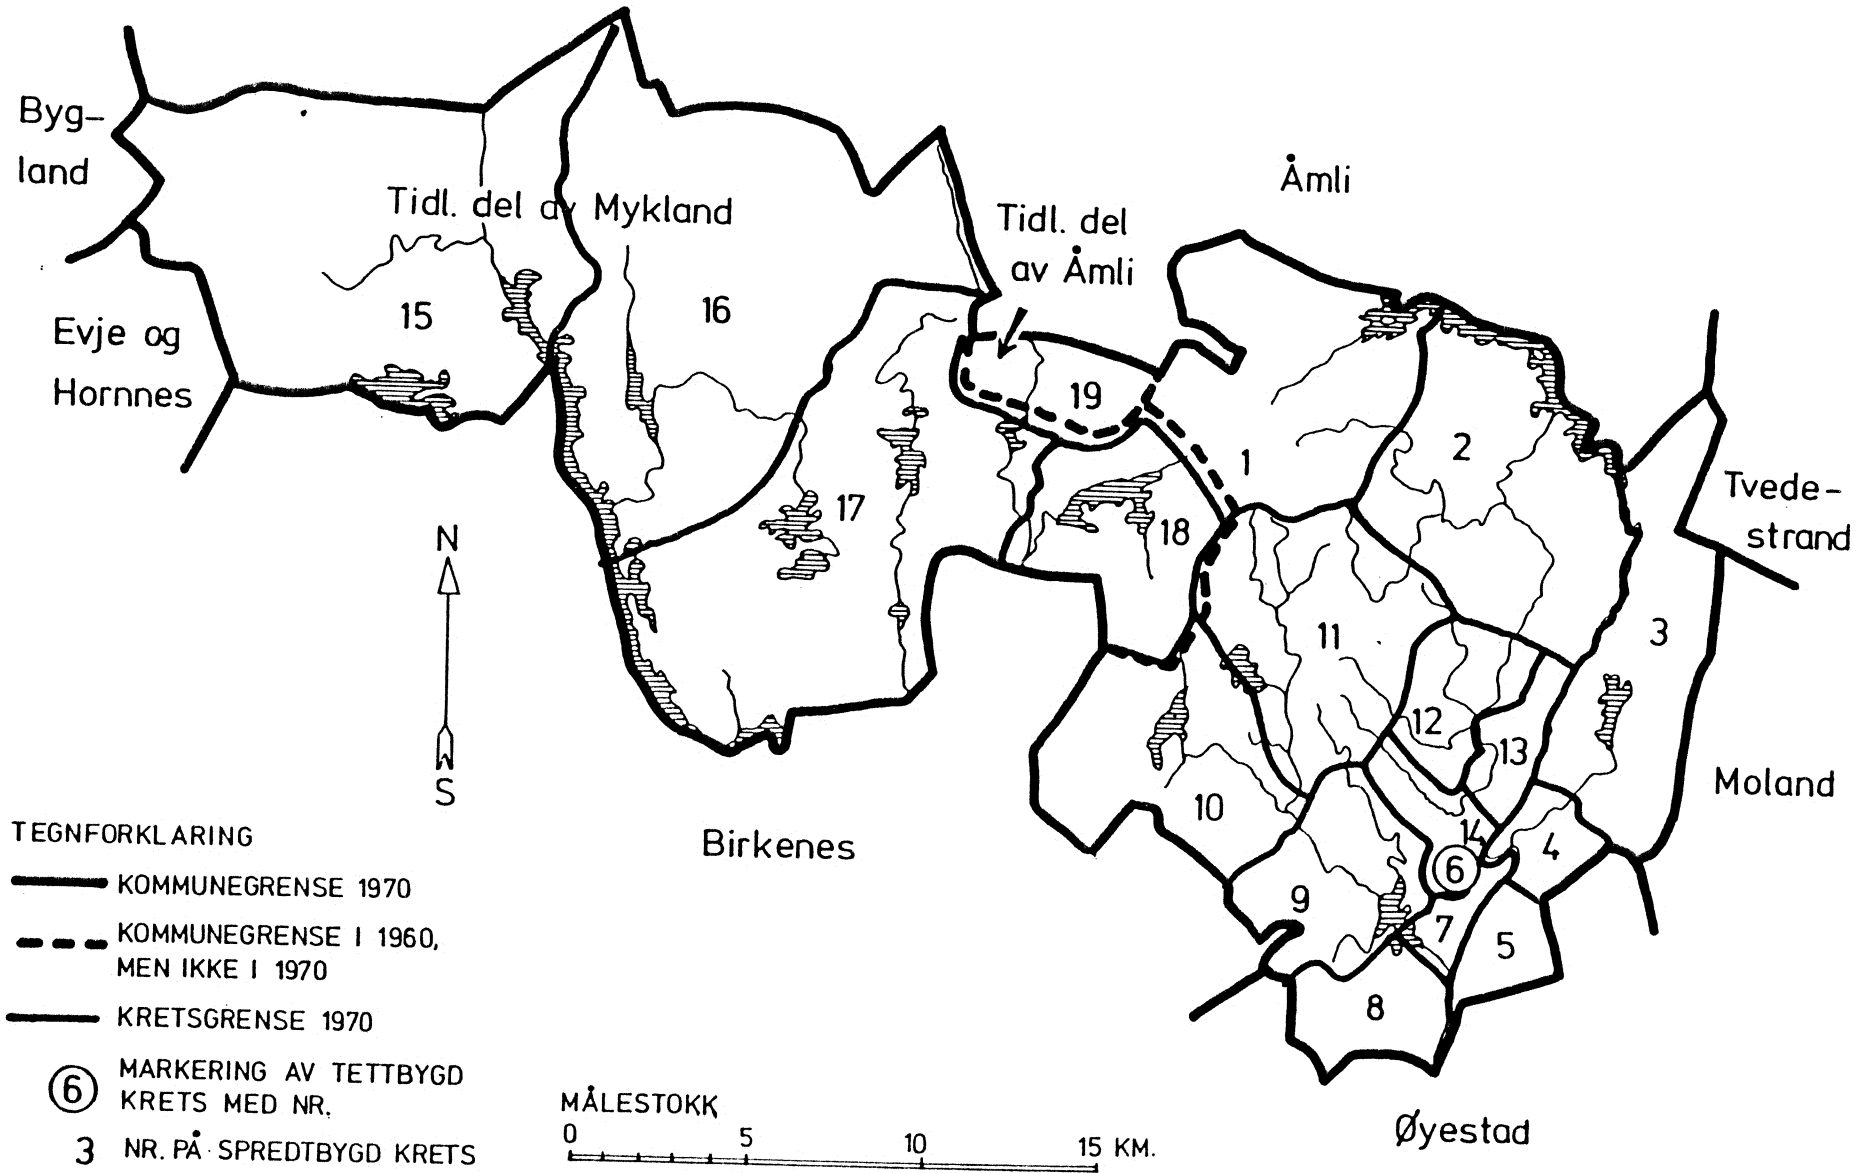 Byg-
land
Åmli
Tidl. del av Mykland
Tidl. del
av Åmli
15
16
Evje og
Hornnes
19
1
2
17
18
Tvede-
strand
N
S
11
3
12
13
Moland
10
14
4
Birkenes
6
9
7
5
8
Øyestad
TEGNFORKLARING
KOMMUNEGRENSE 1970
KOMMUNEGRENSE I 1960,
MEN IKKE I 1970
KRETSGRENSE 1970
6 MARKERING AV TETTBYGD
KRETS MED NR.
3 NR. PÅ SPREDTBYGD KRETS
MÅLESTOKK
0 5 10 15 KM.